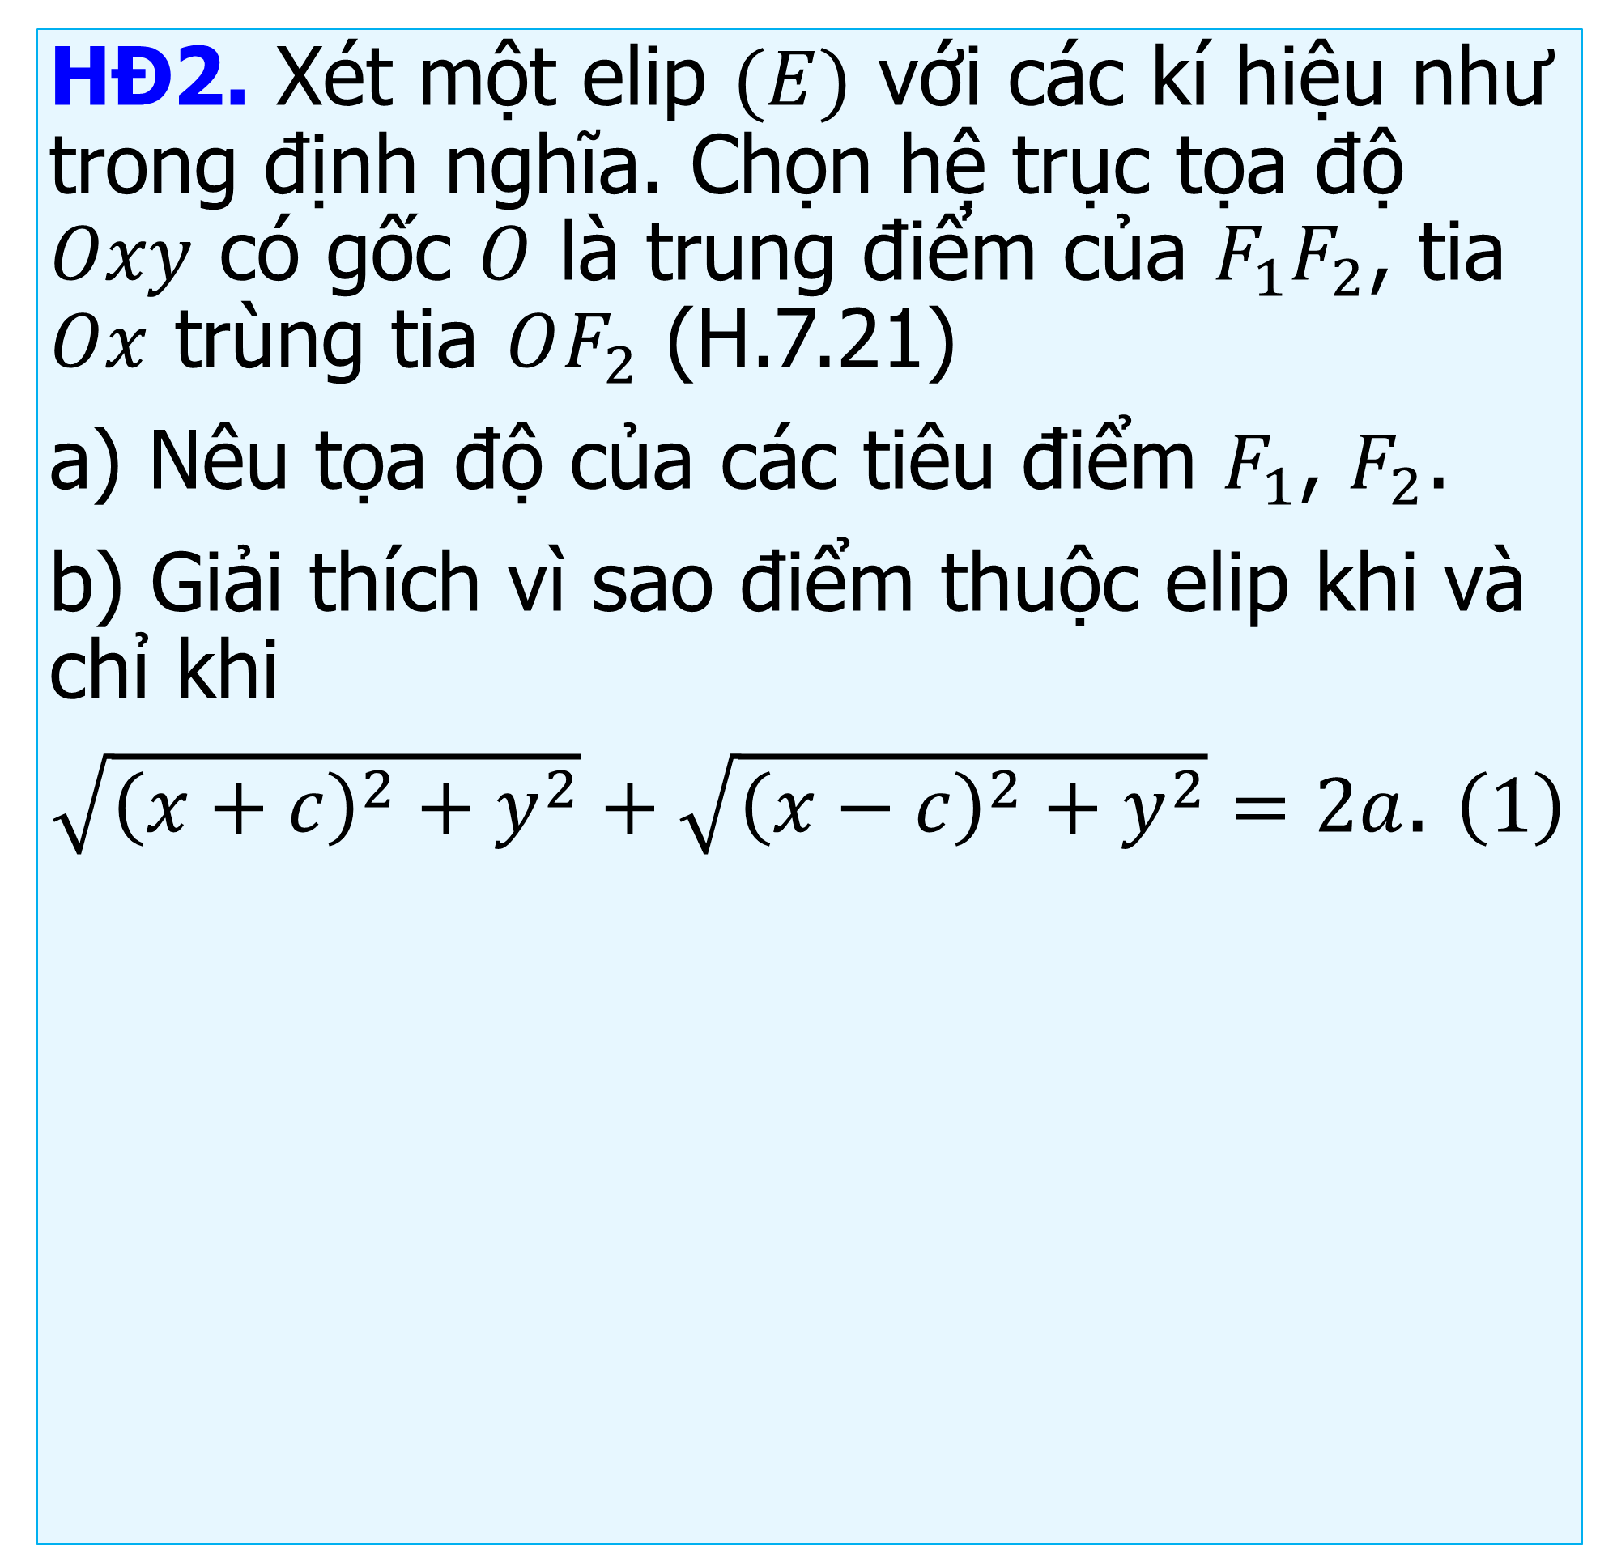 HĐ2. Xét một elip (E) với các kí hiệu như
trong định nghĩa. Chọn hệ trục tọa độ
Oxy có gốc O là trung điểm của F₁F₂, tia
Ox trùng tia OF₂ (H.7.21)
a) Nêu tọa độ của các tiêu điểm F₁, F₂.
b) Giải thích vì sao điểm thuộc elip khi và
chỉ khi
√((x + c)² + y²) + √((x − c)² + y²) = 2a. (1)